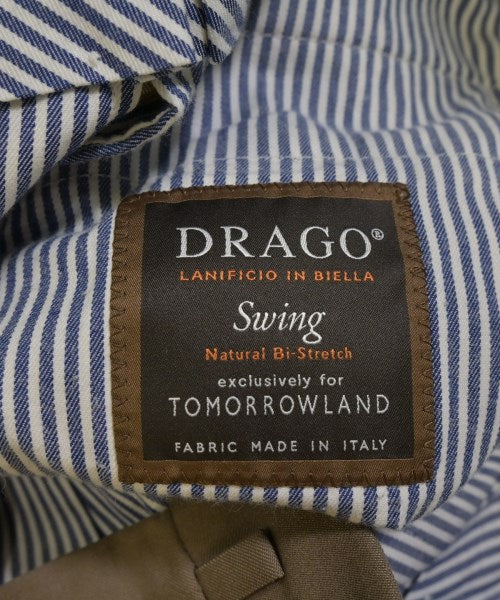 DRAGO®
LANIFICIO IN BIELLA
Swing
Natural Bi-Stretch
exclusively for
TOMORROWLAND
FABRIC MADE IN ITALY